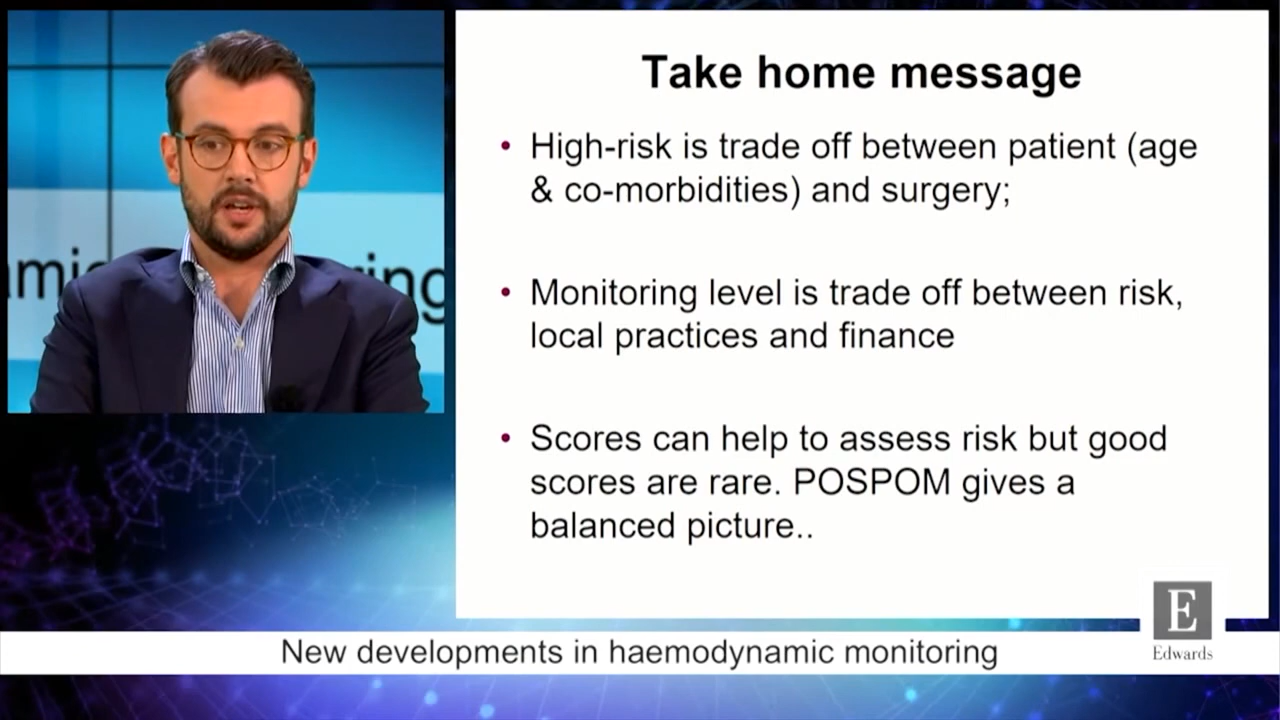 Take home message
• High-risk is trade off between patient (age
& co-morbidities) and surgery;
• Monitoring level is trade off between risk,
local practices and finance
• Scores can help to assess risk but good
scores are rare. POSPOM gives a
balanced picture..
E
Edwards
New developments in haemodynamic monitoring